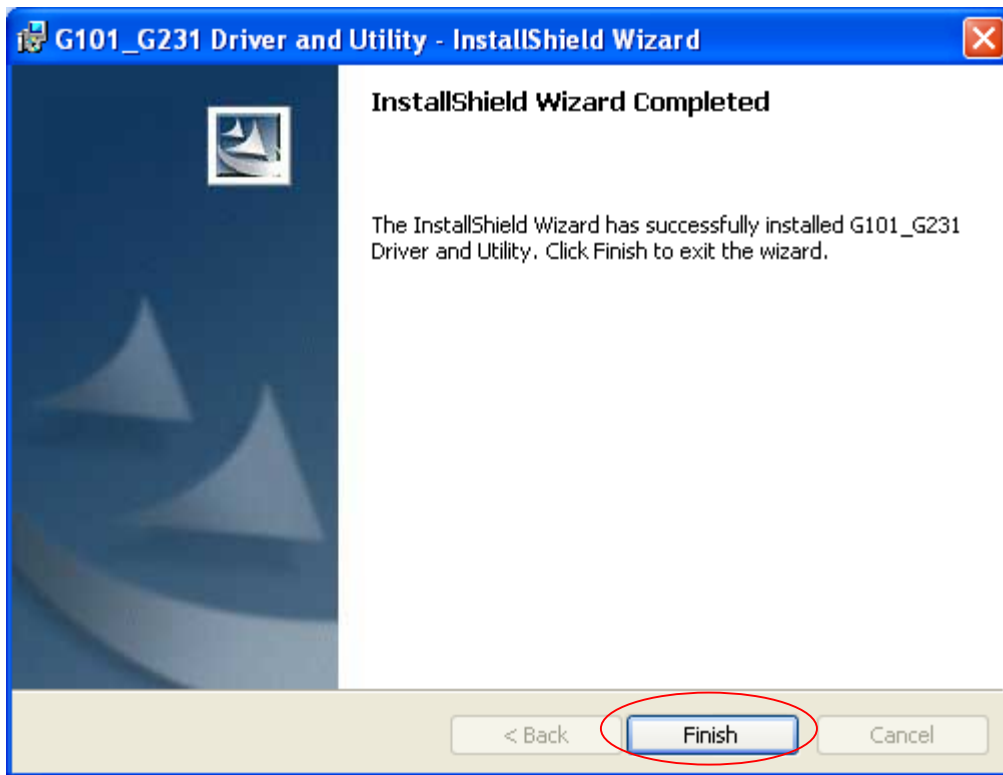 G101_G231 Driver and Utility - InstallShield Wizard
InstallShield Wizard Completed
The InstallShield Wizard has successfully installed G101_G231
Driver and Utility. Click Finish to exit the wizard.
< Back Finish Cancel